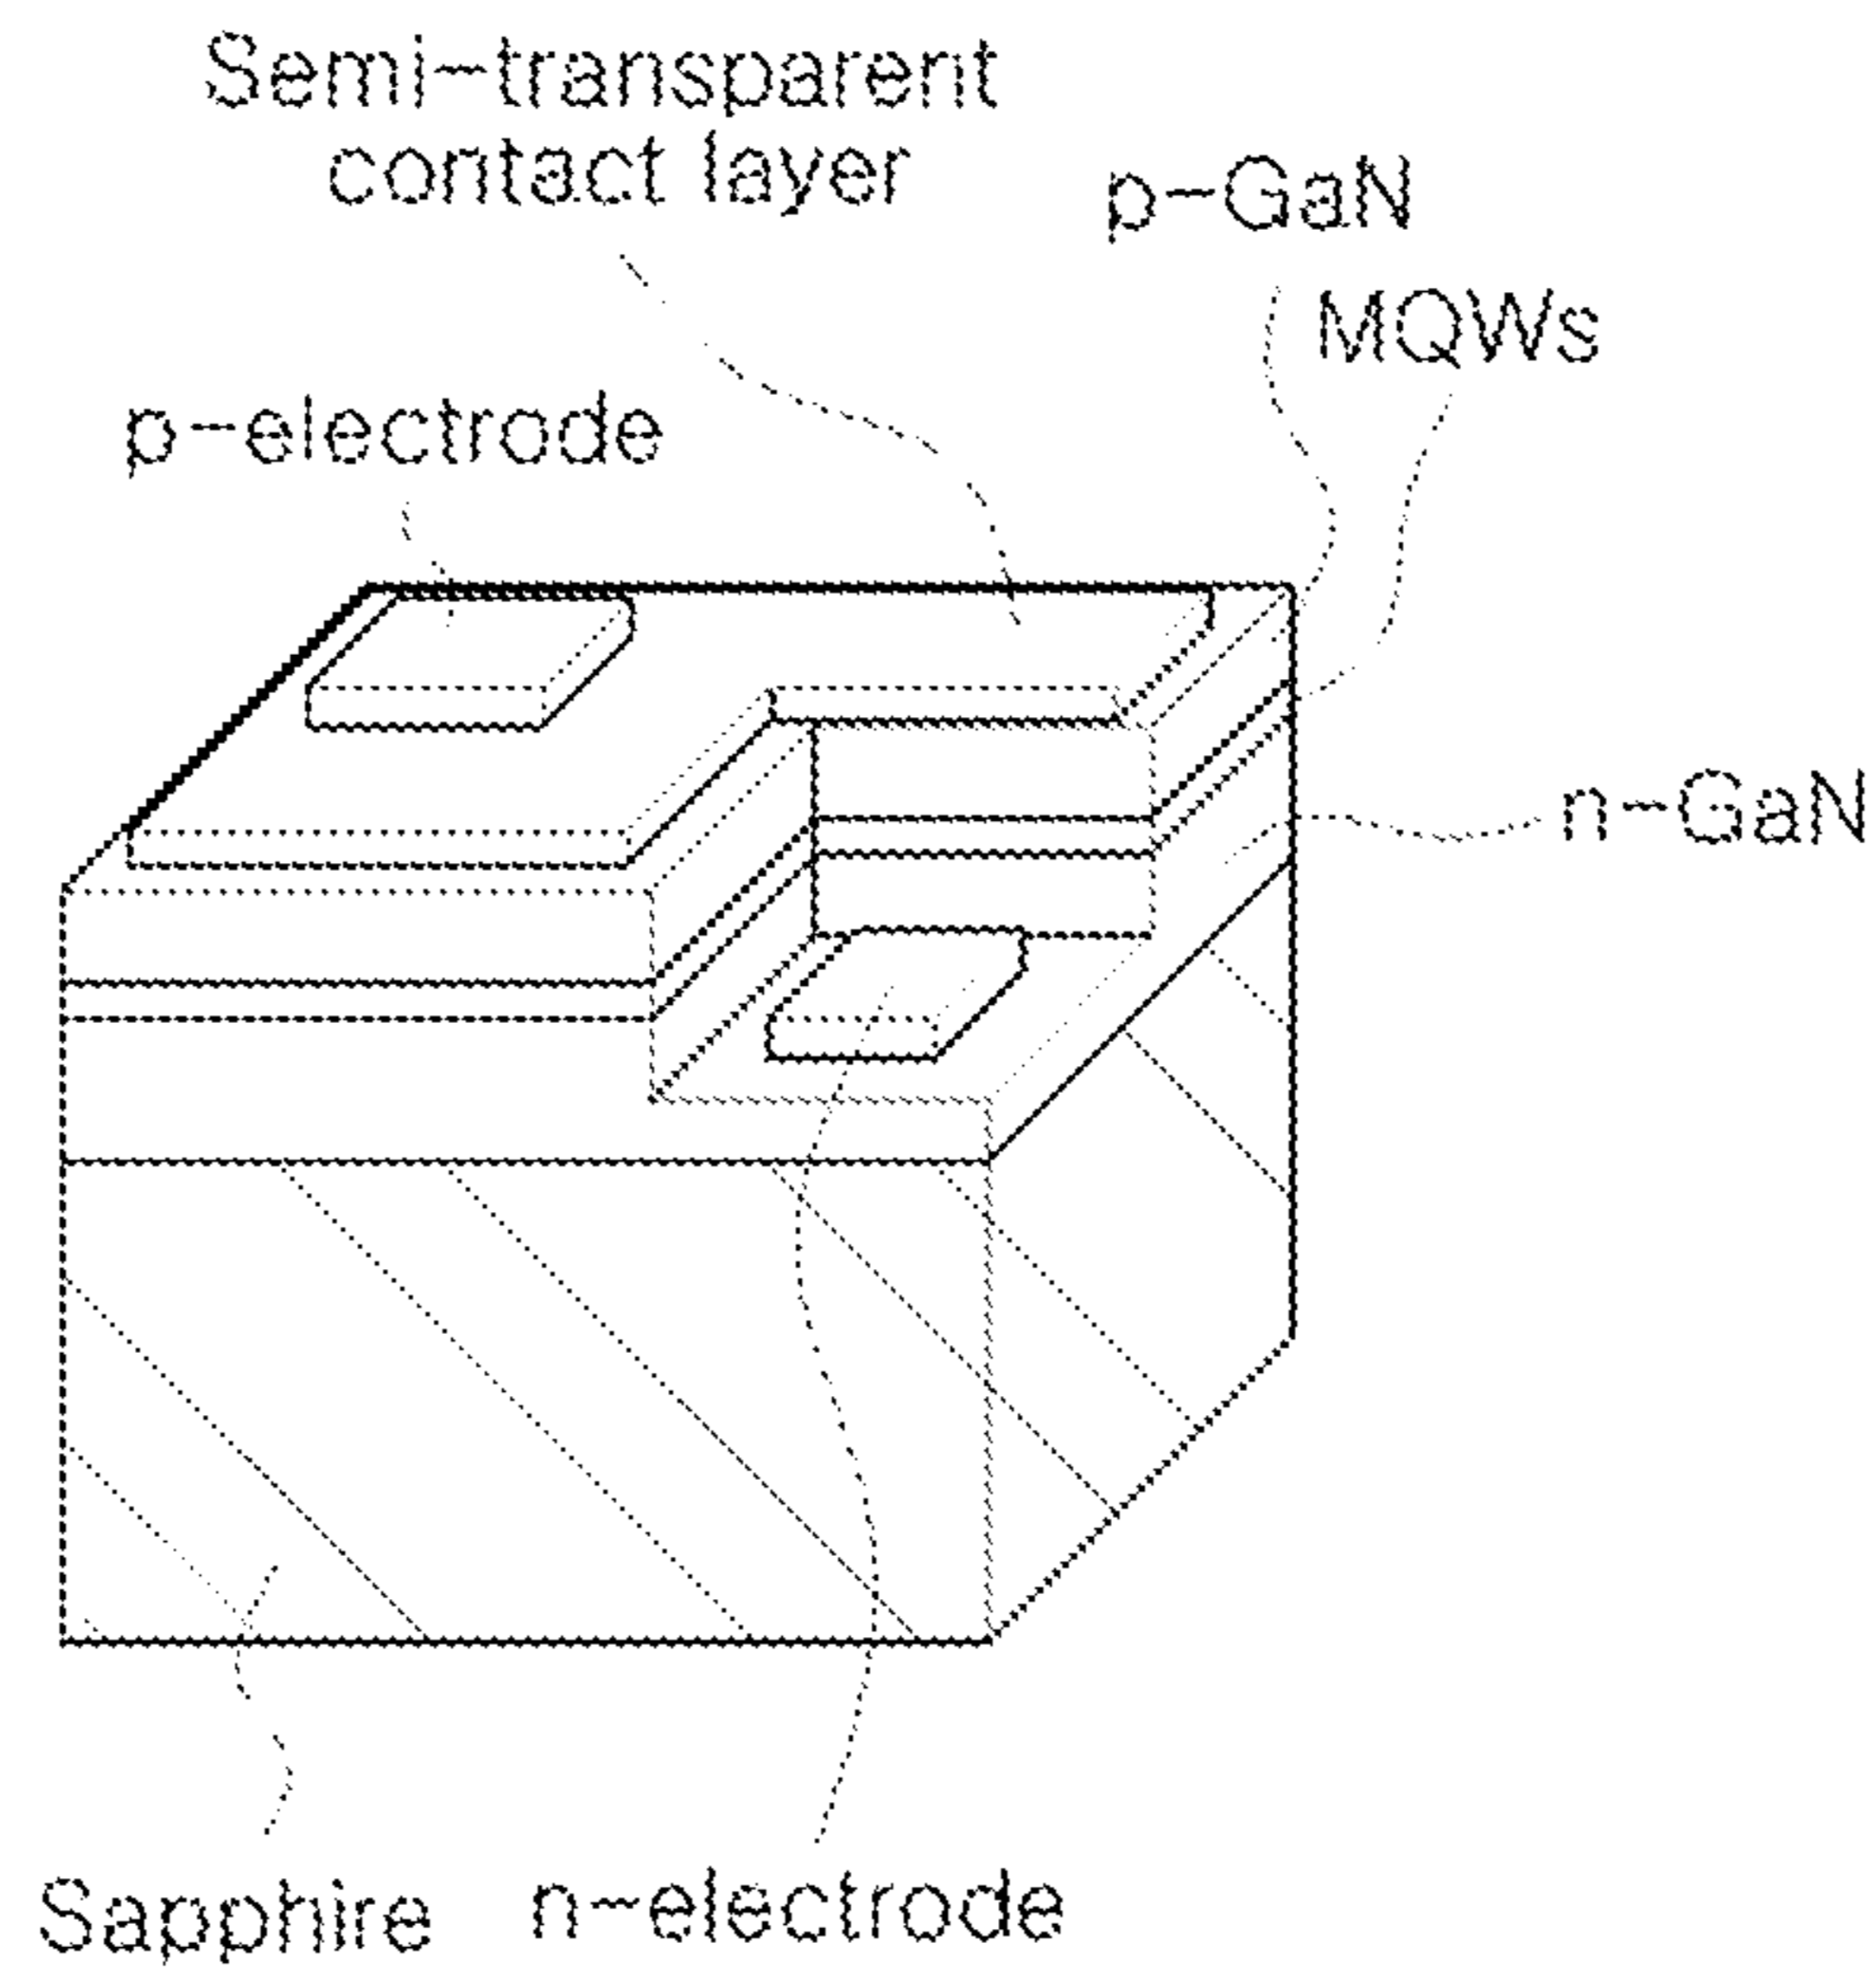 Semi-transparent
contact layer
p-GaN
MQWs
p-electrode
n-GaN
Sapphire
n-electrode